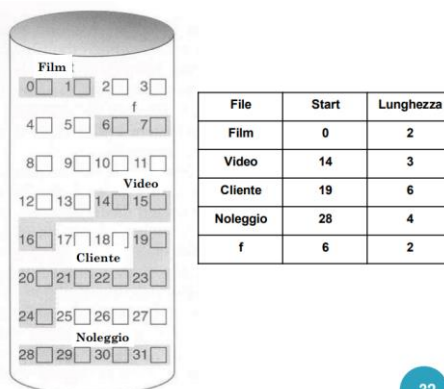 Film
0 1 2 3
f
4 5 6 7
8 9 10 11
Video
12 13 14 15
16 17 18 19
Cliente
20 21 22 23
24 25 26 27
Noleggio
28 29 30 31
File Start Lunghezza
Film 0 2
Video 14 3
Cliente 19 6
Noleggio 28 4
f 6 2